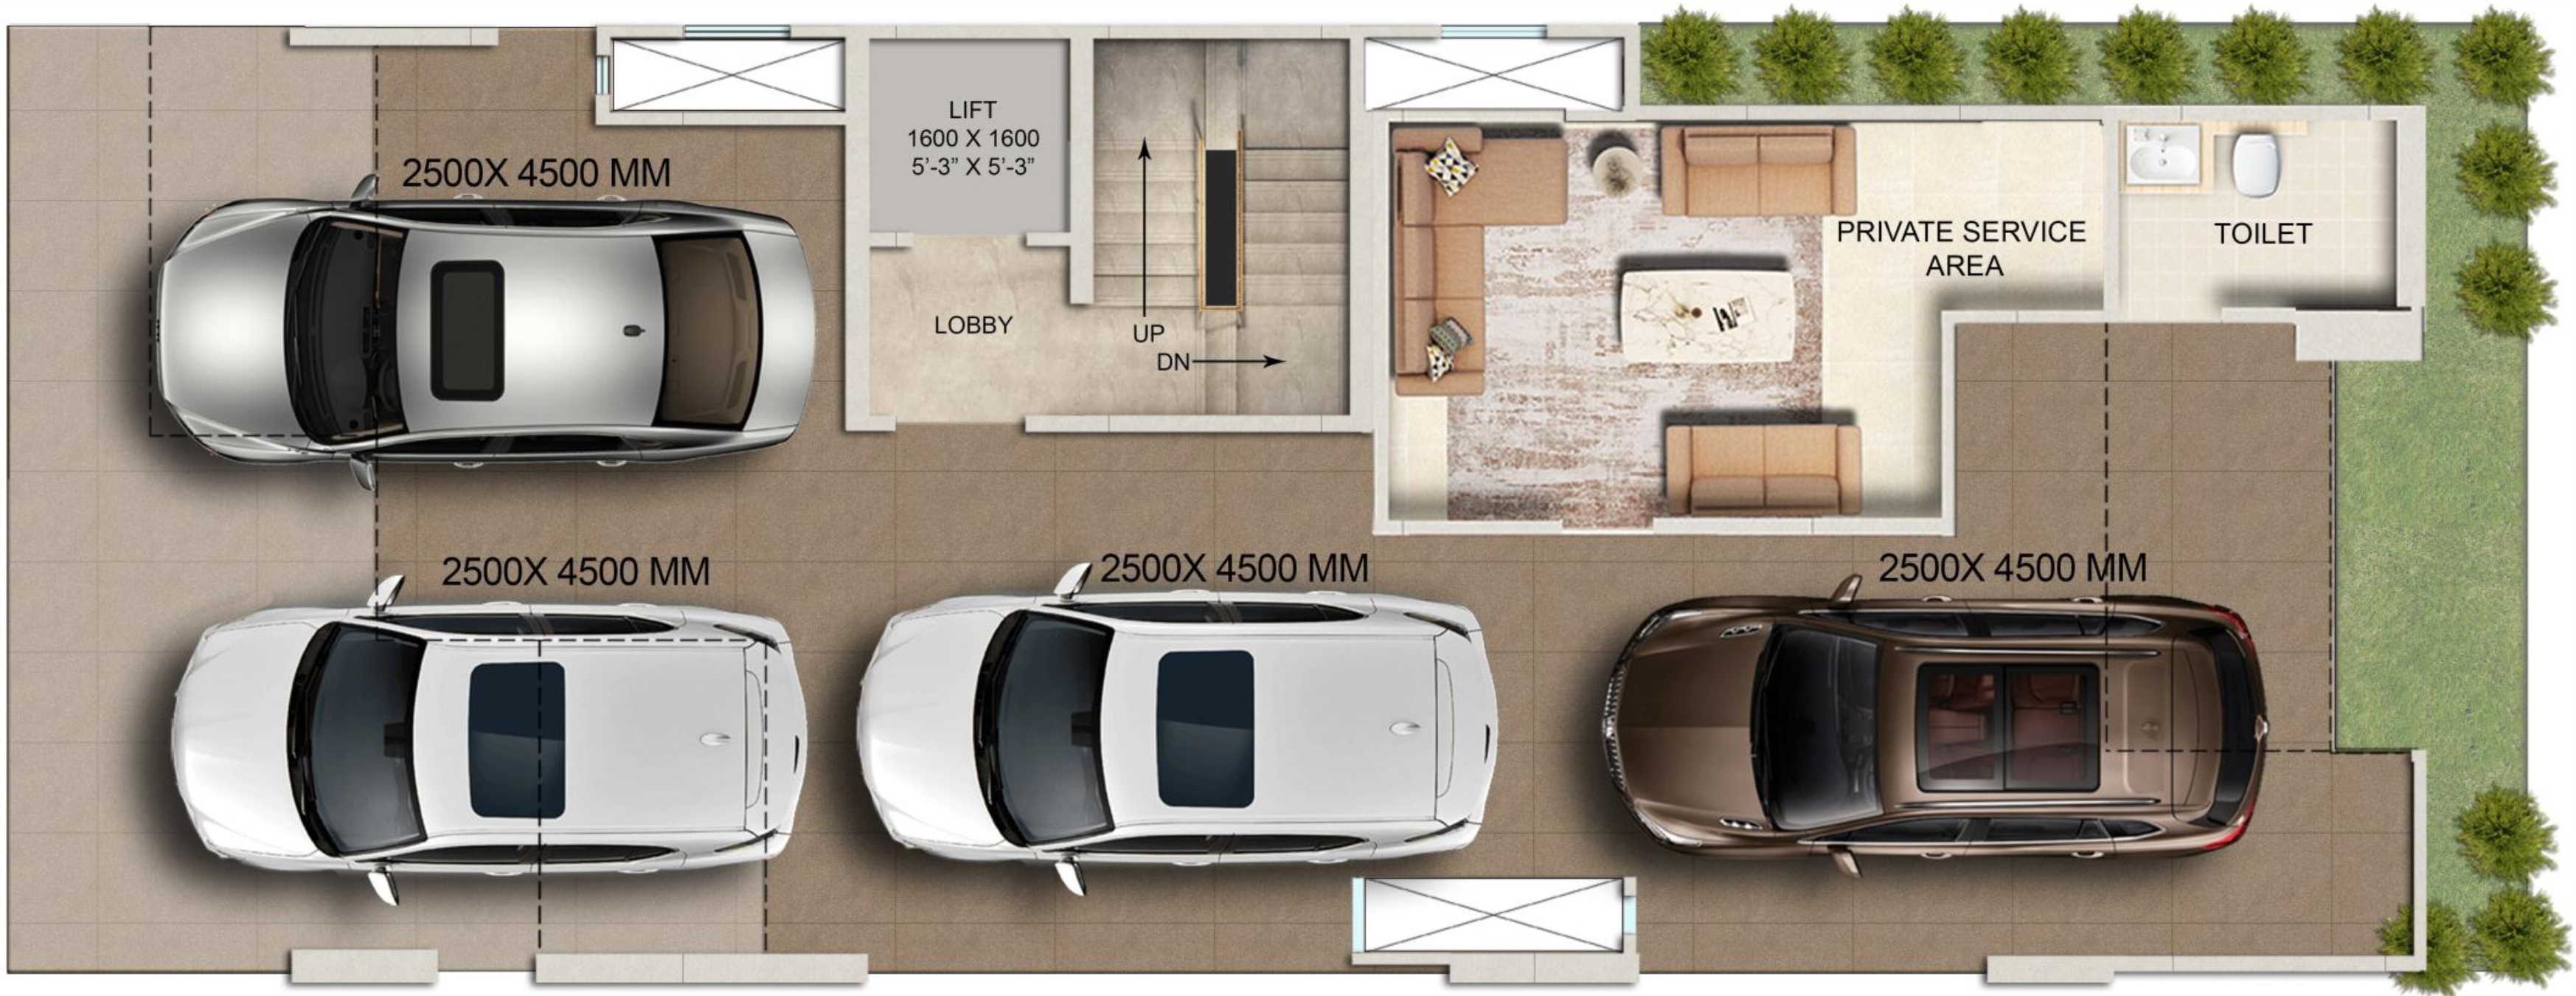 LIFT
1600 X 1600
5'-3" X 5'-3"
2500X 4500 MM
PRIVATE SERVICE
AREA
TOILET
LOBBY
UP
DN
2500X 4500 MM
2500X 4500 MM
2500X 4500 MM